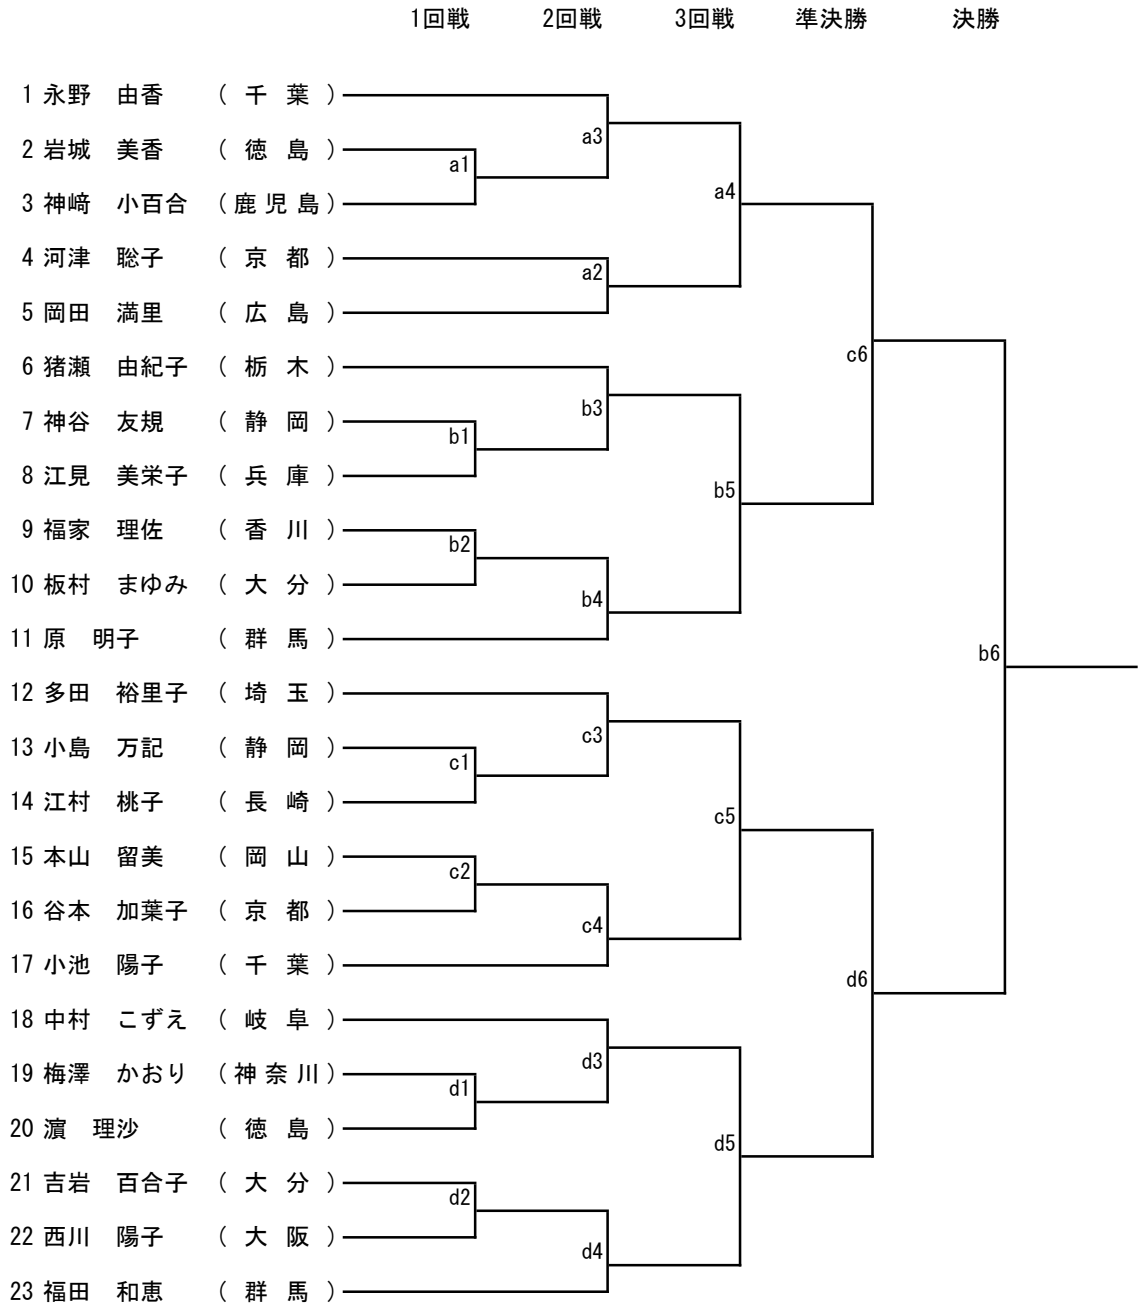 1回戦 2回戦 3回戦 準決勝 決勝
1 永野 由香 (千葉)
a3
2 岩城 美香 (徳島)
a1
a4
3 神﨑 小百合 (鹿児島)
4 河津 聡子 (京都)
a2
5 岡田 満里 (広島)
c6
6 猪瀬 由紀子 (栃木)
b3
7 神谷 友規 (静岡)
b1
8 江見 美栄子 (兵庫)
b5
9 福家 理佐 (香川)
b2
10 板村 まゆみ (大分)
b4
11 原 明子 (群馬)
b6
12 多田 裕里子 (埼玉)
c3
13 小島 万記 (静岡)
c1
14 江村 桃子 (長崎)
c5
15 本山 留美 (岡山)
c2
16 谷本 加葉子 (京都)
c4
17 小池 陽子 (千葉)
d6
18 中村 こずえ (岐阜)
d3
19 梅澤 かおり (神奈川)
d1
20 濵 理沙 (徳島)
d5
21 吉岩 百合子 (大分)
d2
22 西川 陽子 (大阪)
d4
23 福田 和恵 (群馬)